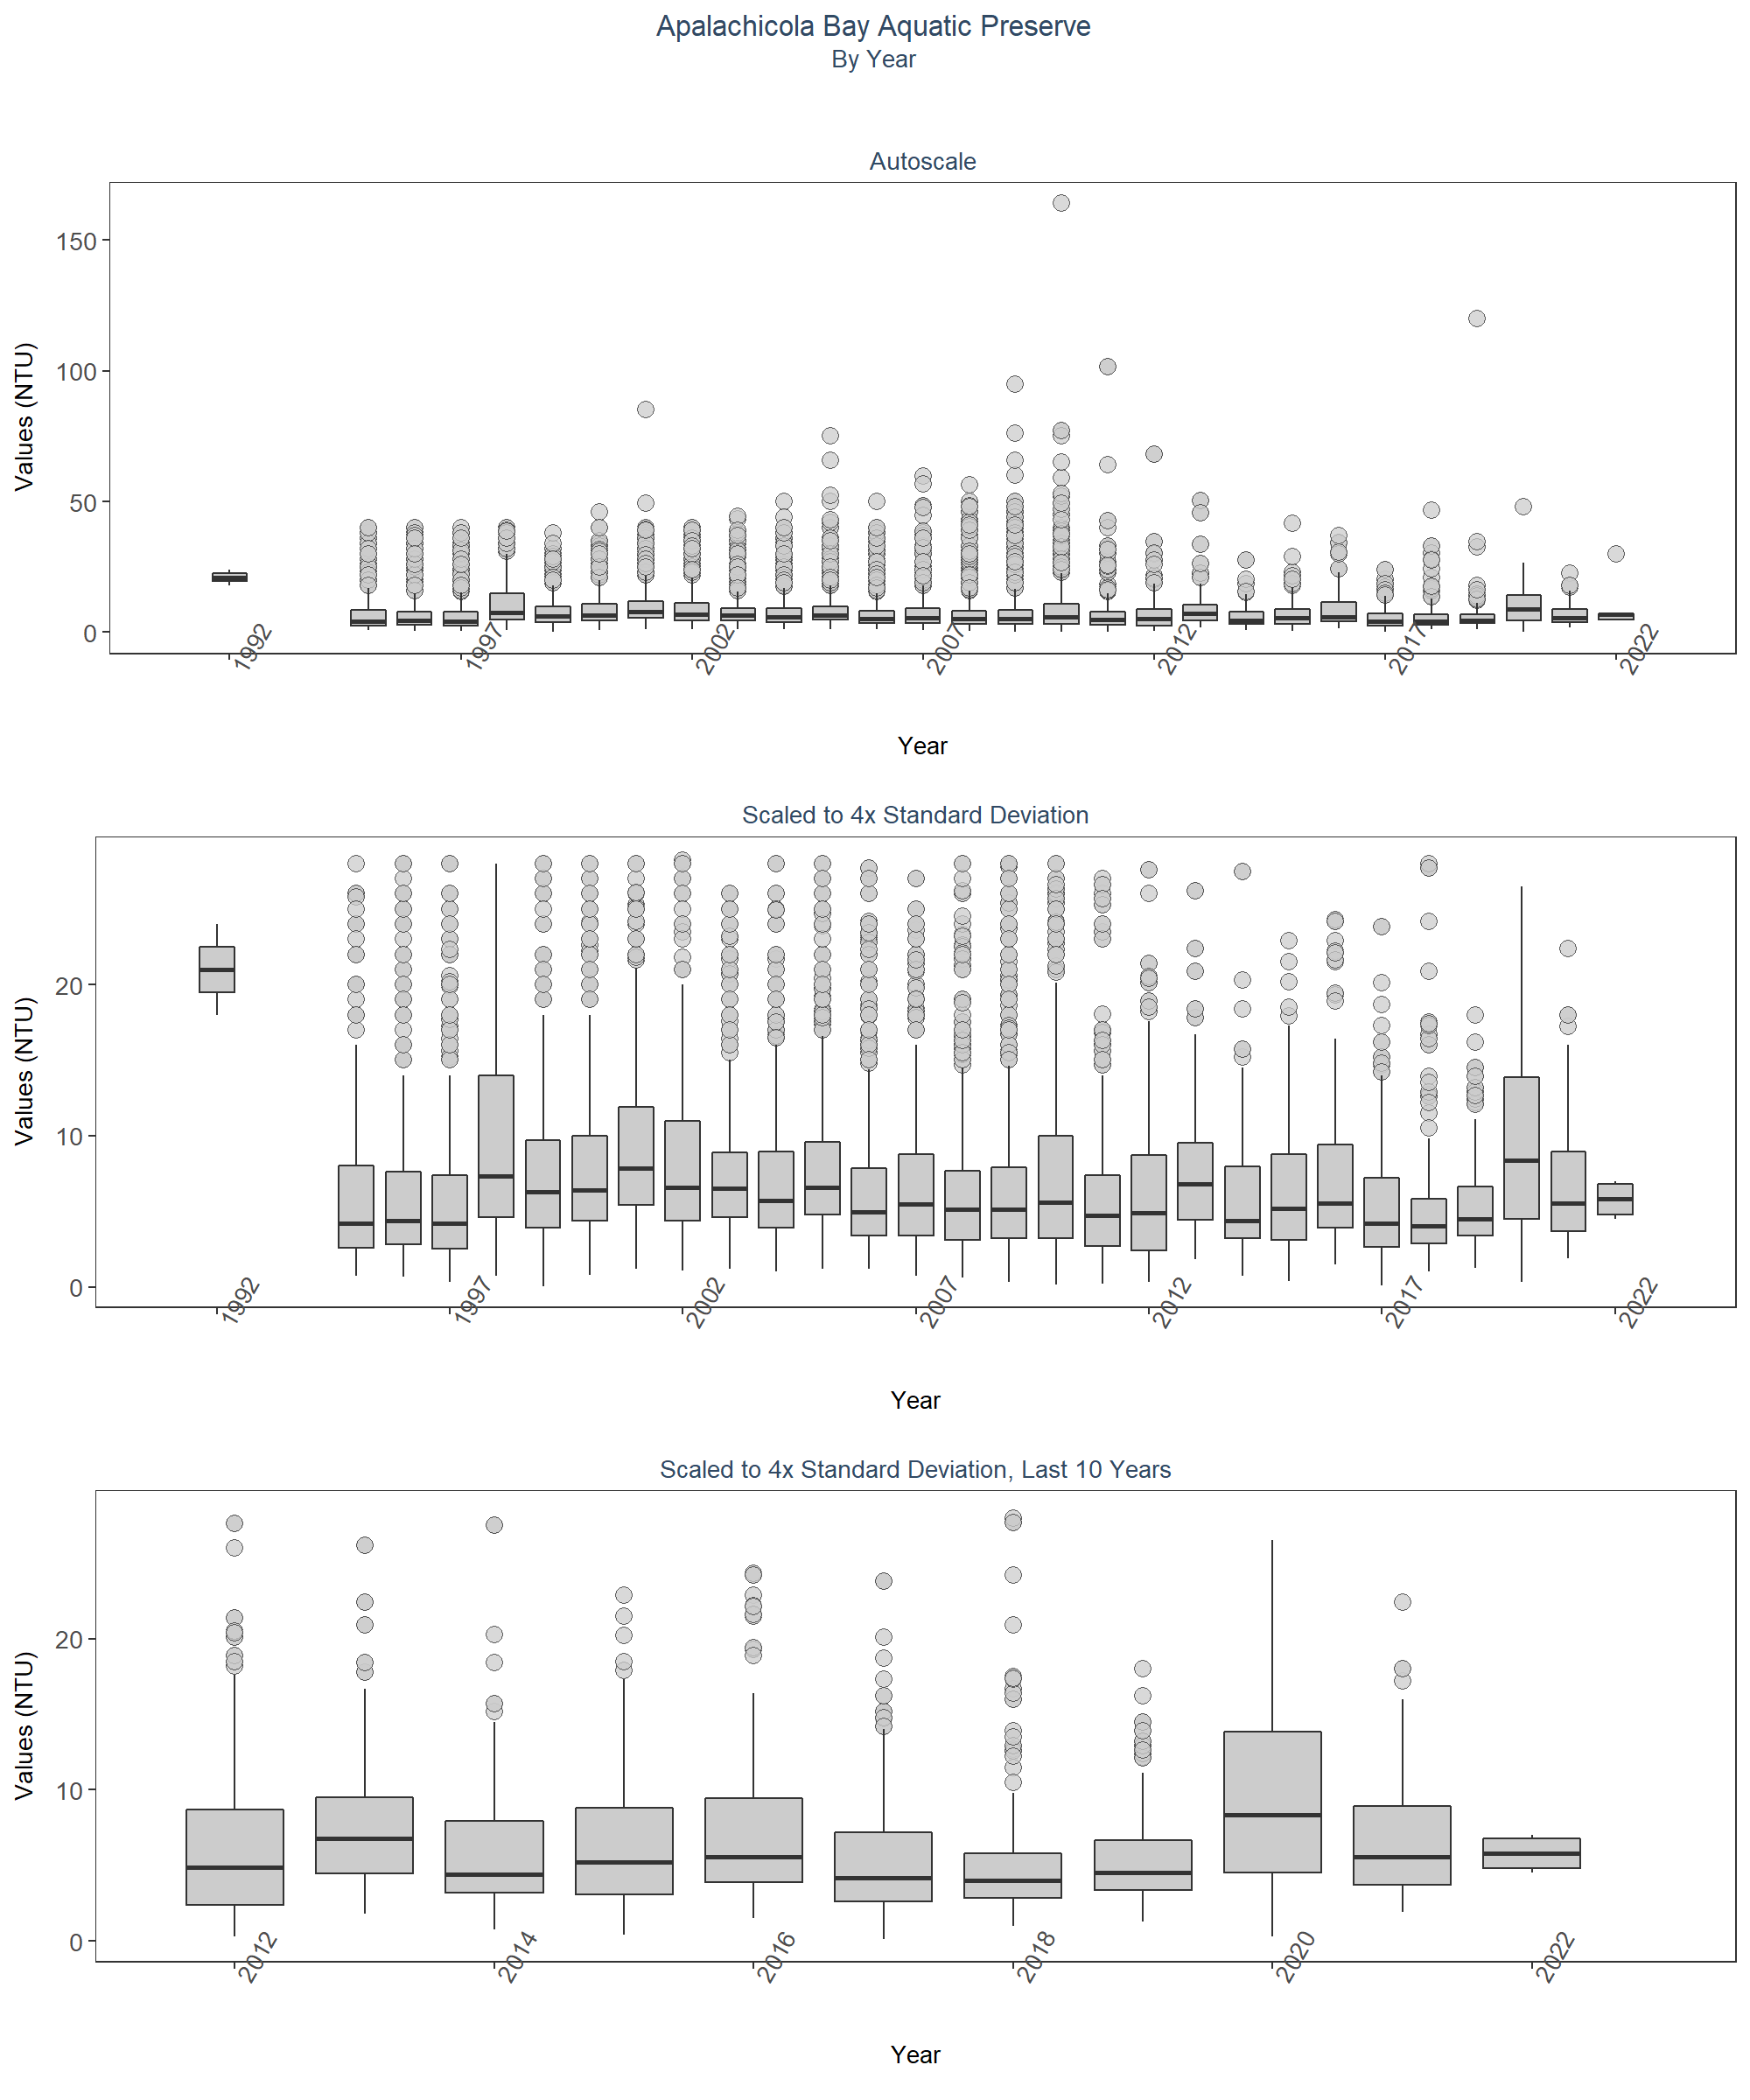 Apalachicola Bay Aquatic Preserve
By Year
Autoscale
Values (NTU)
150
100
50
0
1992
1997
2002
2007
2012
2017
2022
Year
Scaled to 4x Standard Deviation
Values (NTU)
20
10
0
1992
1997
2002
2007
2012
2017
2022
Year
Scaled to 4x Standard Deviation, Last 10 Years
Values (NTU)
20
10
0
2012
2014
2016
2018
2020
2022
Year